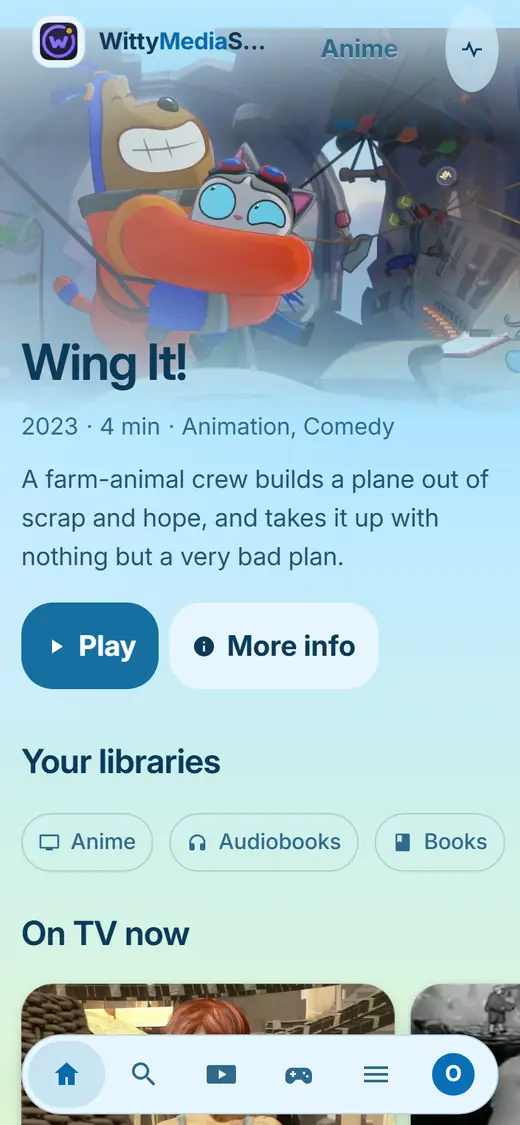 WittyMediaS...
Anime
Wing It!
2023 · 4 min · Animation, Comedy
A farm-animal crew builds a plane out of
scrap and hope, and takes it up with
nothing but a very bad plan.
Play
More info
Your libraries
Anime
Audiobooks
Books
On TV now
O